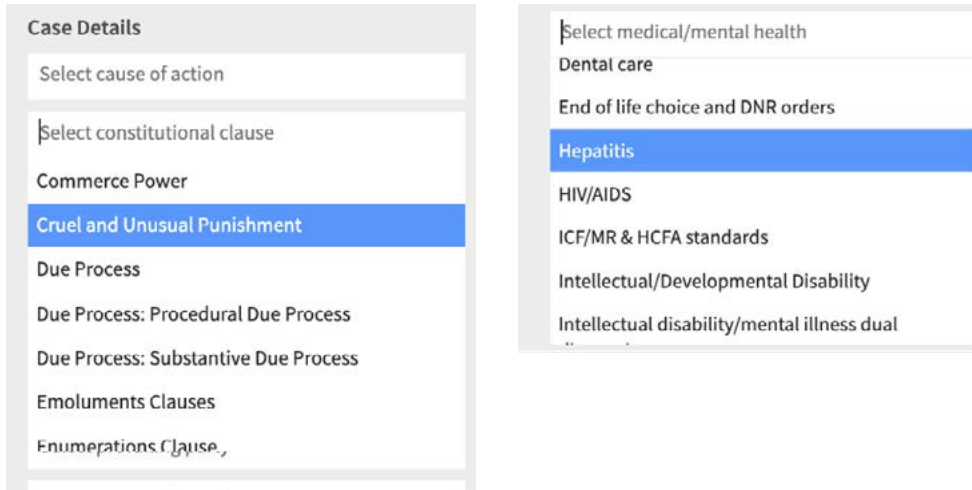 Case Details
Select cause of action
Select constitutional clause
Commerce Power
Cruel and Unusual Punishment
Due Process
Due Process: Procedural Due Process
Due Process: Substantive Due Process
Emoluments Clauses
Enumerations Clause
Select medical/mental health
Dental care
End of life choice and DNR orders
Hepatitis
HIV/AIDS
ICF/MR & HCFA standards
Intellectual/Developmental Disability
Intellectual disability/mental illness dual